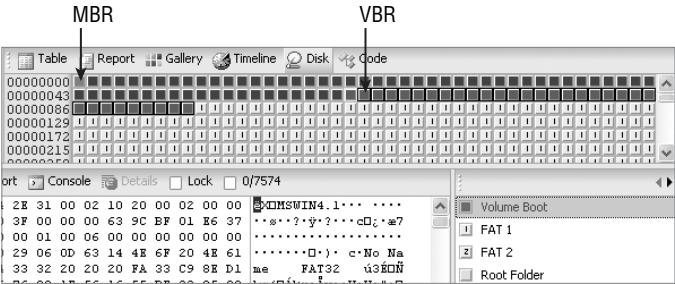 MBR VBR
Table Report Gallery Timeline Disk Code
00000000
00000043
00000086
00000129
00000172
00000215
ort Console Details Lock 0/7574
2E 31 00 02 10 20 00 02 00 00 MSWIN4.1
3F 00 00 00 63 9C BF 01 E6 37
00 01 00 06 00 00 00 00 00 00
29 06 0D 63 14 4E 6F 20 4E 61 c·No Na
33 32 20 20 20 FA 33 C9 8E D1 me FAT32
Volume Boot
1 FAT 1
2 FAT 2
Root Folder